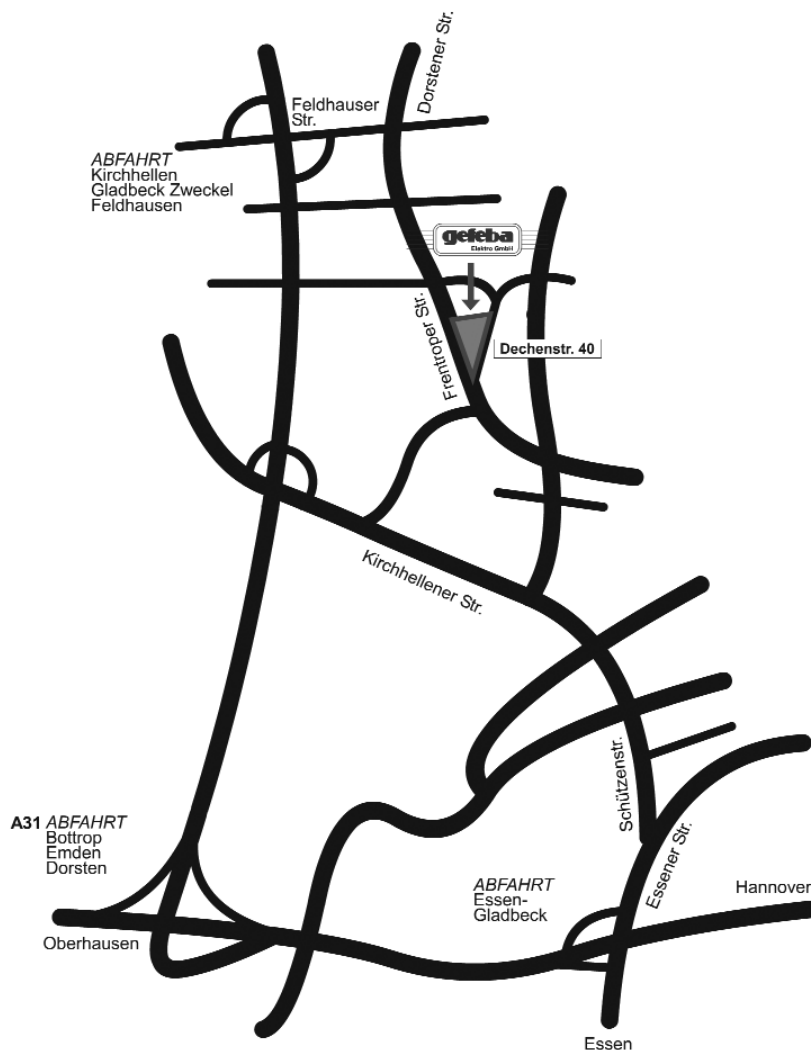 Dorstener Str.
Feldhauser
Str.
ABFAHRT
Kirchhellen
Gladbeck Zweckel
Feldhausen
gefeba
Elektro GmbH
Frentroper Str.
Dechenstr. 40
Kirchhellener Str.
Schützenstr.
A31 ABFAHRT
Bottrop
Emden
Dorsten
Essener Str.
ABFAHRT
Essen-
Gladbeck
Hannover
Oberhausen
Essen